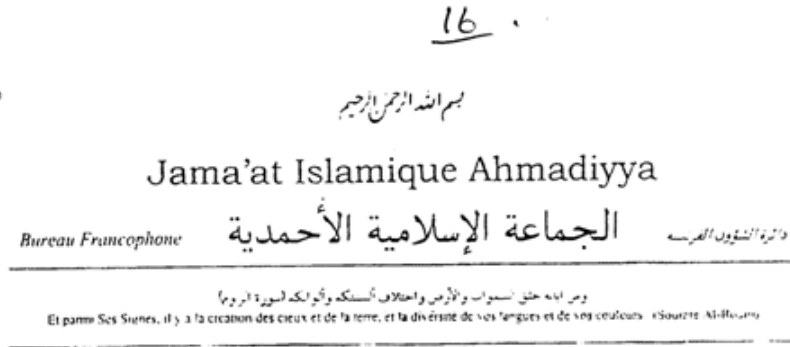 16.
بسم الله الرحمن الرحيم
Jama'at Islamique Ahmadiyya
Bureau Francophone الجماعة الإسلامية الأحمدية دائرة الشؤون الفرنسية
ومن اياته خلق السموات والأرض واختلاف ألسنتكم وألوانكم (سورة الروم)
Et parmi Ses Signes, il y a la création des cieux et de la terre, et la diversité de vos langues et de vos couleurs. (Sourate Al-Roum)